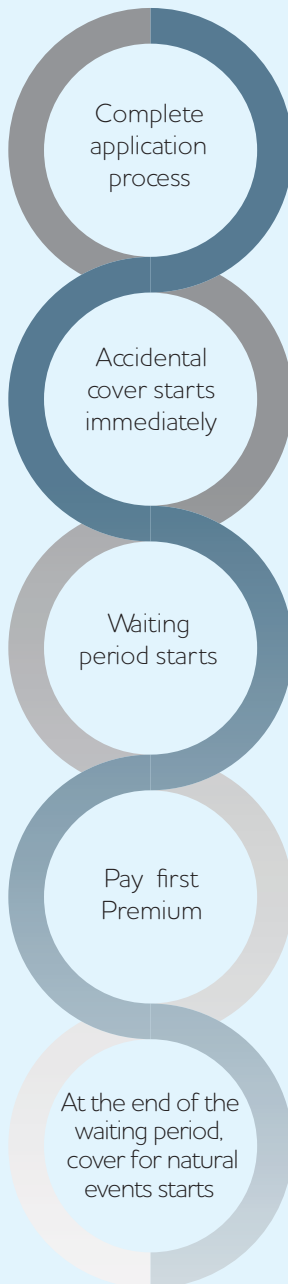 Complete
application
process
Accidental
cover starts
immediately
Waiting
period starts
Pay first
Premium
At the end of the
waiting period,
cover for natural
events starts